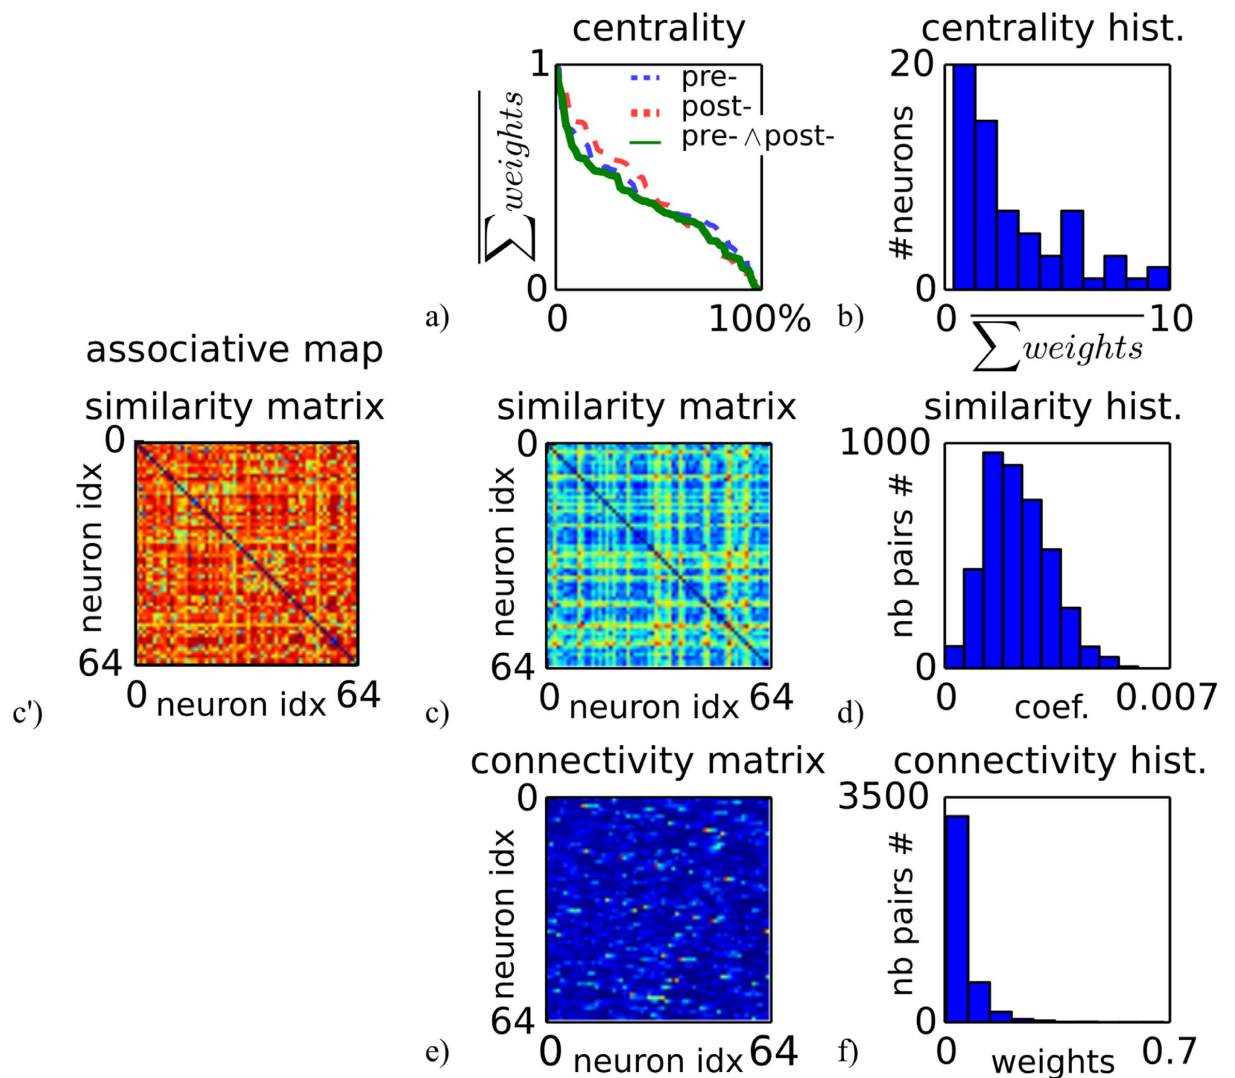 centrality
1
pre-
post-
pre- ∧post-
∑ weights
0
0
100%
a)
centrality hist.
20
#neurons
0
0
10
∑ weights
b)
associative map
similarity matrix
0
neuron idx
64
0
neuron idx
64
c')
similarity matrix
0
neuron idx
64
0
neuron idx
64
c)
similarity hist.
1000
nb pairs #
0
0
coef.
0.007
d)
connectivity matrix
0
neuron idx
64
0
neuron idx
64
e)
connectivity hist.
3500
nb pairs #
0
0
weights
0.7
f)